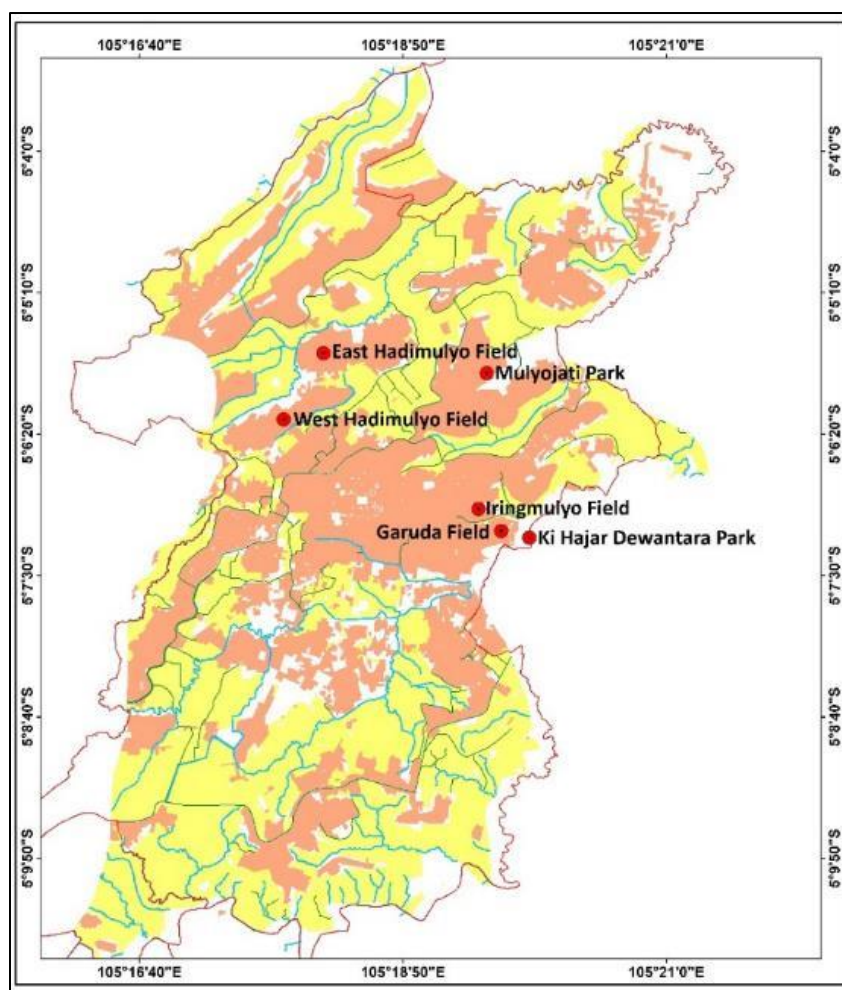 105°16'40"E
105°18'50"E
105°21'0"E
5°4'0"S
5°4'0"S
5°5'10"S
5°5'10"S
East Hadimulyo Field
Mulyojati Park
West Hadimulyo Field
5°6'20"S
5°6'20"S
Iringmulyo Field
Garuda Field
Ki Hajar Dewantara Park
5°7'30"S
5°7'30"S
5°8'40"S
5°8'40"S
5°9'50"S
5°9'50"S
105°16'40"E
105°18'50"E
105°21'0"E